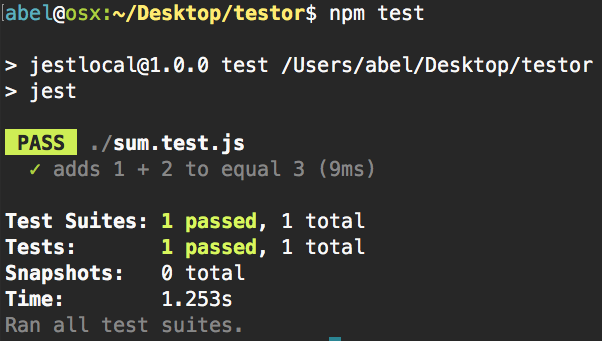 abel@osx:~/Desktop/testor$ npm test
> jestlocal@1.0.0 test /Users/abel/Desktop/testor
> jest
PASS ./sum.test.js
✓ adds 1 + 2 to equal 3 (9ms)
Test Suites: 1 passed, 1 total
Tests: 1 passed, 1 total
Snapshots: 0 total
Time: 1.253s
Ran all test suites.